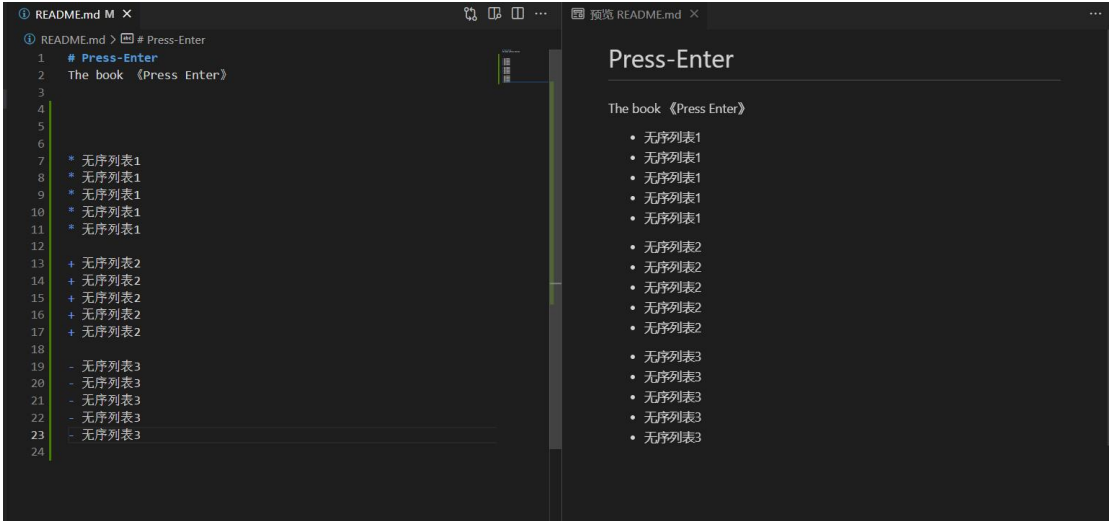 README.md M ×
README.md > # Press-Enter
1 # Press-Enter
2 The book 《Press Enter》
3
4
5
6
7 * 无序列表1
8 * 无序列表1
9 * 无序列表1
10 * 无序列表1
11 * 无序列表1
12
13 + 无序列表2
14 + 无序列表2
15 + 无序列表2
16 + 无序列表2
17 + 无序列表2
18
19 - 无序列表3
20 - 无序列表3
21 - 无序列表3
22 - 无序列表3
23 - 无序列表3
24
预览 README.md ×
Press-Enter
The book 《Press Enter》
• 无序列表1
• 无序列表1
• 无序列表1
• 无序列表1
• 无序列表1
• 无序列表2
• 无序列表2
• 无序列表2
• 无序列表2
• 无序列表2
• 无序列表3
• 无序列表3
• 无序列表3
• 无序列表3
• 无序列表3